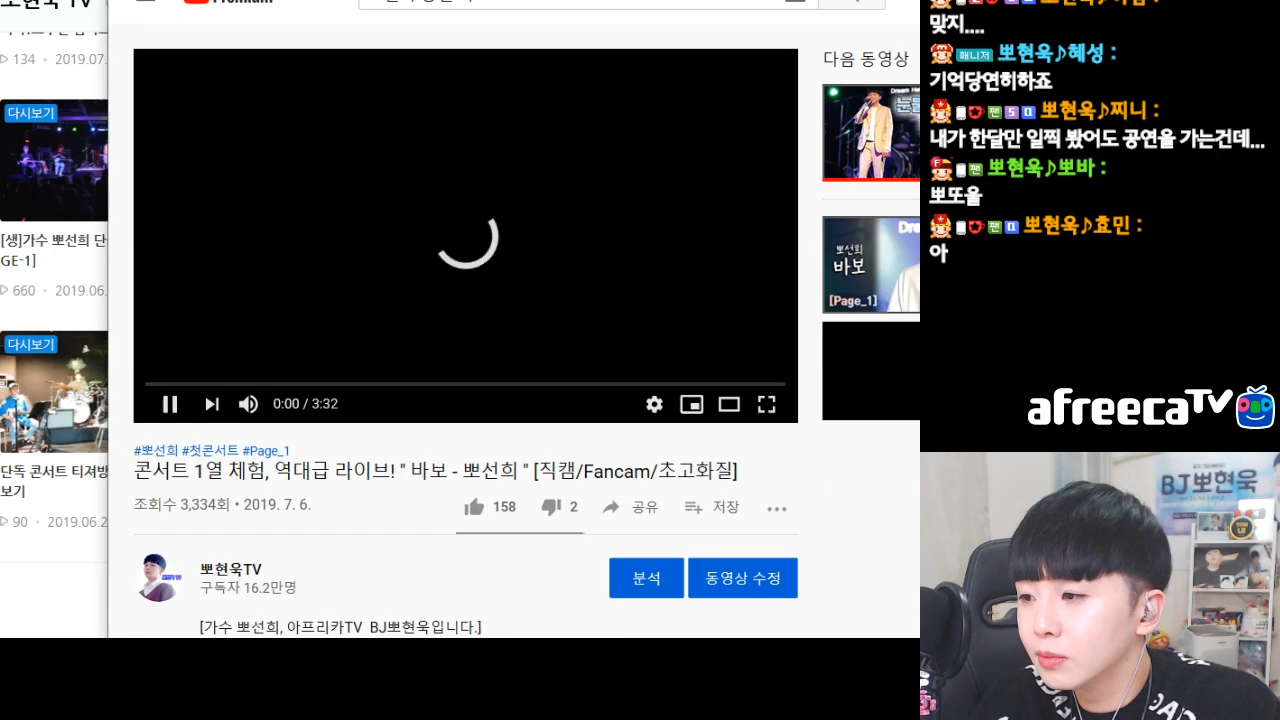 134 • 2019.07.
다시보기
[생]가수 뽀선희 단
GE-1]
660 • 2019.06.
다시보기
단독 콘서트 티져방
보기
90 • 2019.06.2
0:00 / 3:32
#뽀선희 #첫콘서트 #Page_1
콘서트 1열 체험, 역대급 라이브! " 바보 - 뽀선희 " [직캠/Fancam/초고화질]
조회수 3,334회 • 2019. 7. 6.
158
2
공유
저장
뽀현욱TV
구독자 16.2만명
분석
동영상 수정
[가수 뽀선희, 아프리카TV BJ뽀현욱입니다.]
다음 동영상
뽀선희
바보
[Page_1]
맞지....
매니저 뽀현욱♪혜성 :
기억당연히하죠
팬 뽀현욱♪찌니 :
내가 한달만 일찍 봤어도 공연을 가는건데...
팬 뽀현욱♪뽀바 :
뽀또울
팬 뽀현욱♪효민 :
아
afreecaTV
BJ뽀현욱